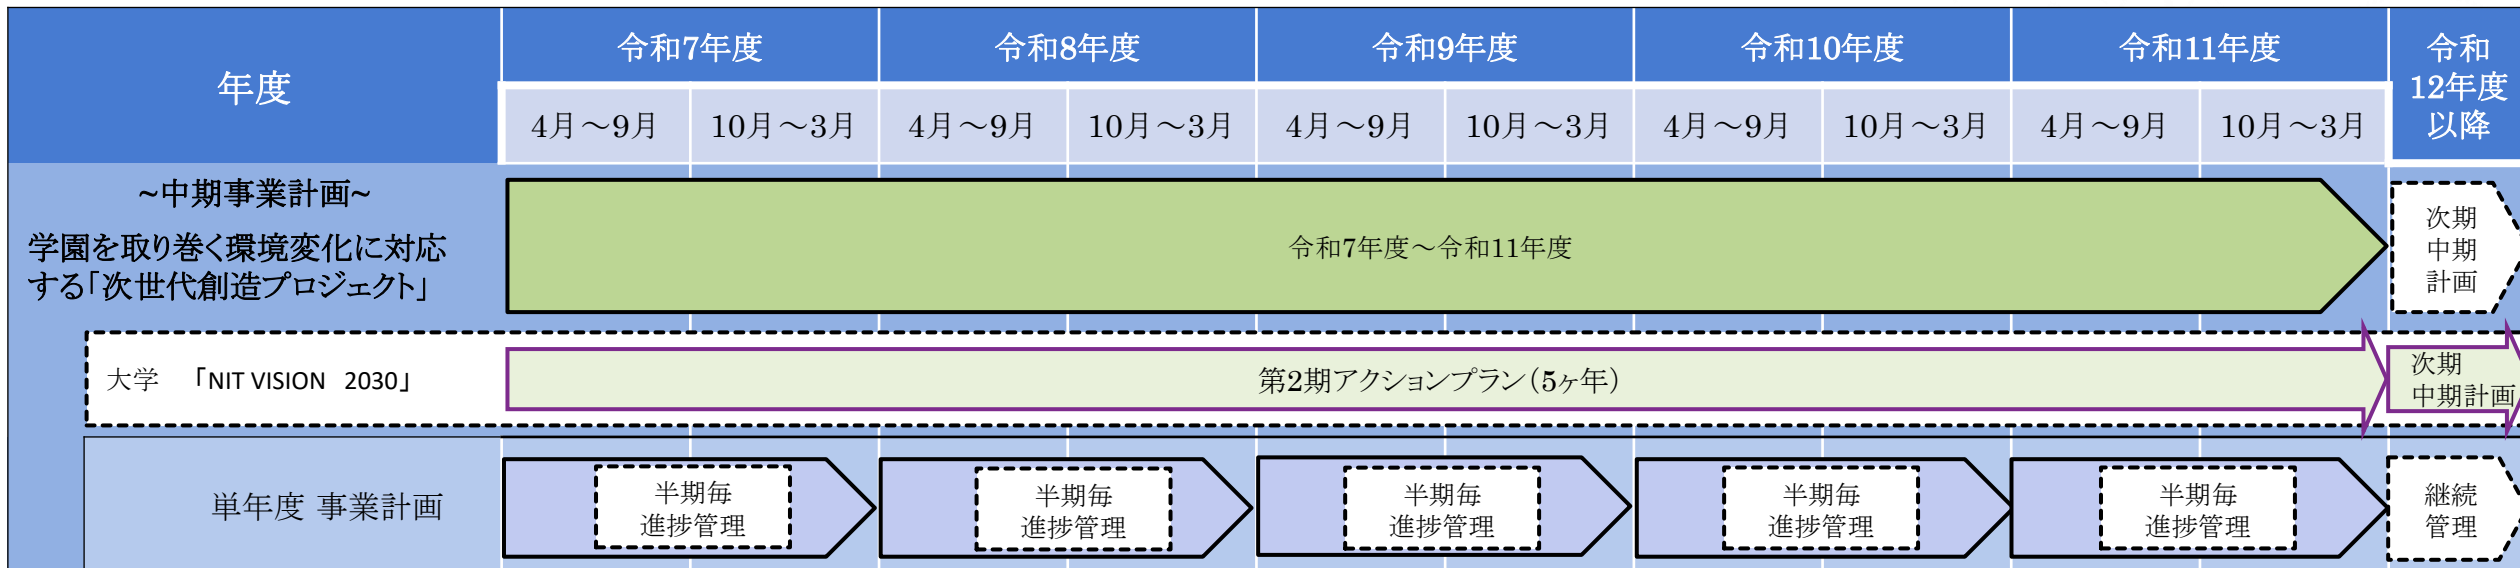 年度
令和7年度
令和8年度
令和9年度
令和10年度
令和11年度
令和
12年度
以降
4月～9月
10月～3月
4月～9月
10月～3月
4月～9月
10月～3月
4月～9月
10月～3月
4月～9月
10月～3月
~中期事業計画~
学園を取り巻く環境変化に対応
する「次世代創造プロジェクト」
令和7年度～令和11年度
次期
中期
計画
大学　「NIT VISION　2030」
第2期アクションプラン（5ヶ年）
次期
中期計画
単年度 事業計画
半期毎
進捗管理
半期毎
進捗管理
半期毎
進捗管理
半期毎
進捗管理
半期毎
進捗管理
継続
管理